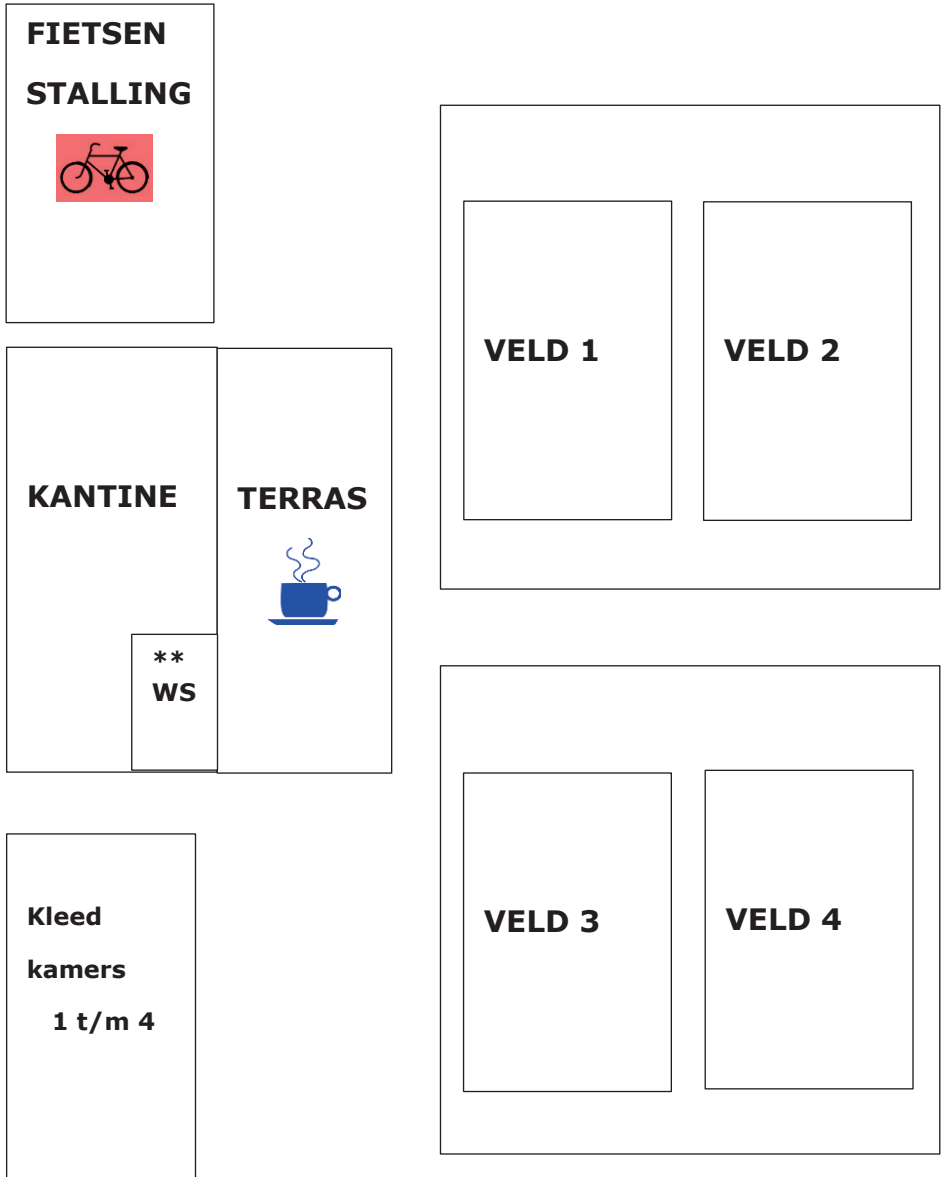 FIETSEN
STALLING
VELD 1
VELD 2
KANTINE
TERRAS
**
WS
Kleed
kamers
1 t/m 4
VELD 3
VELD 4